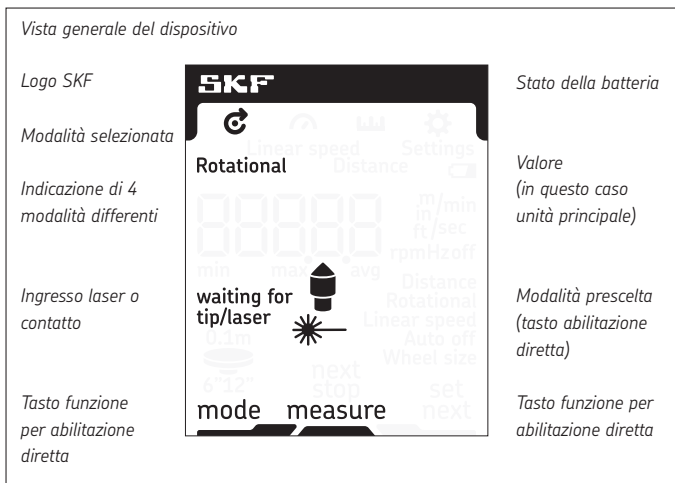 Vista generale del dispositivo
Logo SKF
Modalità selezionata
Indicazione di 4
modalità differenti
Ingresso laser o
contatto
Tasto funzione
per abilitazione
diretta
SKF
Linear speed
Settings
Rotational
Distance
88888
m/min
in
ft/sec
rpmHzoff
min max avg
Distance
waiting for
tip/laser
Rotational
Linear speed
0.1m
Auto off
Wheel size
6"12"
next
stop
set
next
mode measure
Stato della batteria
Valore
(in questo caso
unità principale)
Modalità prescelta
(tasto abilitazione
diretta)
Tasto funzione per
abilitazione diretta